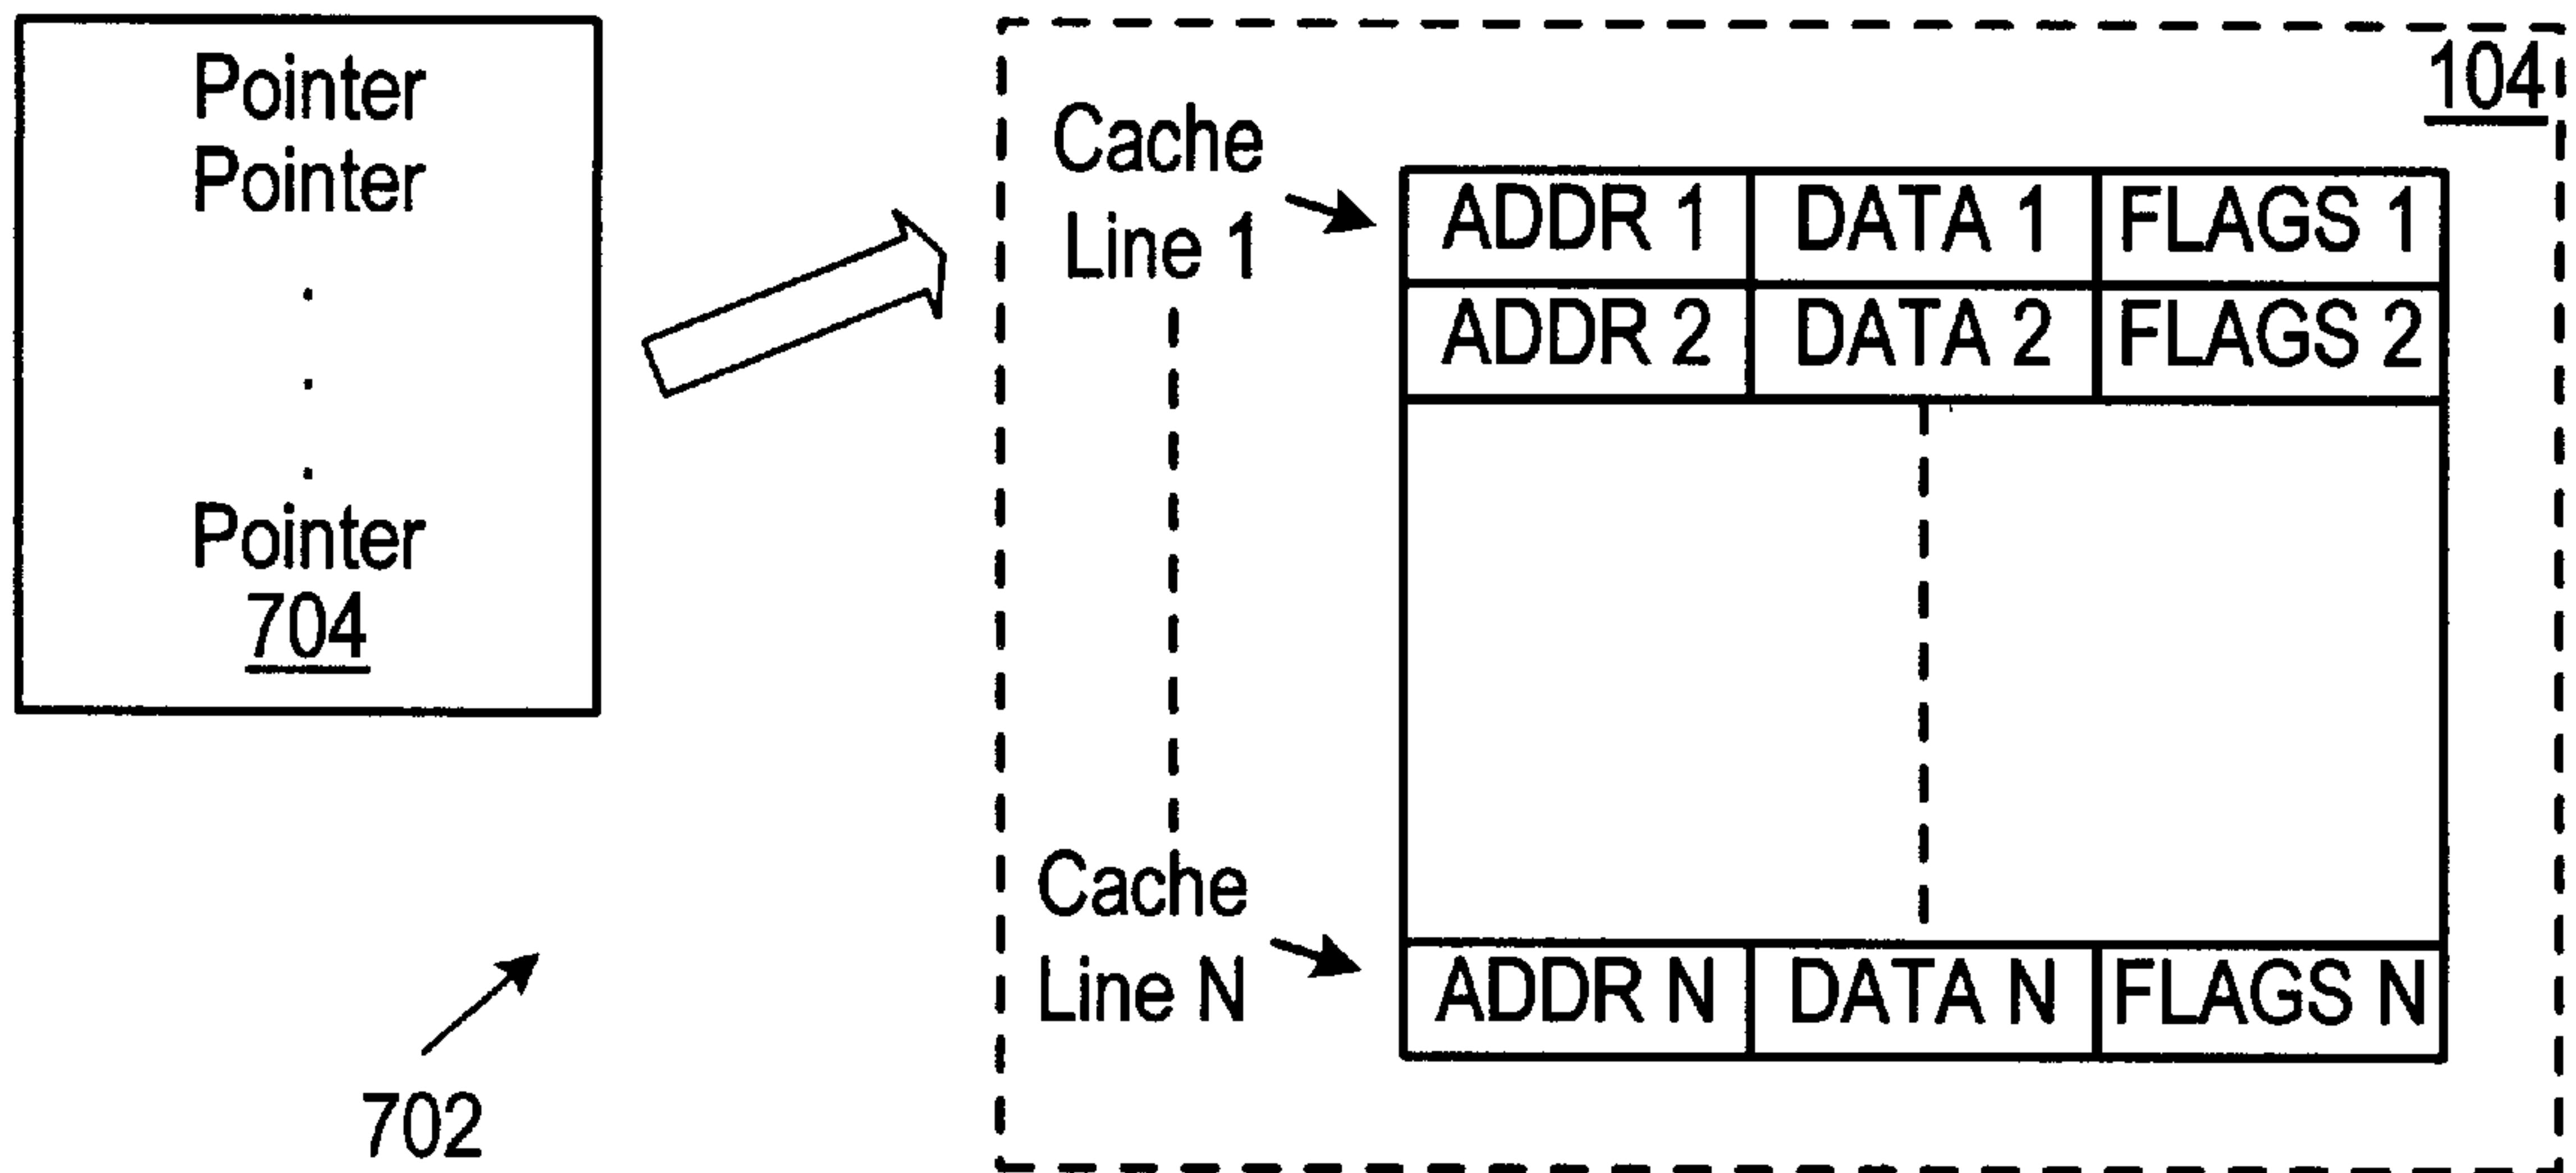 Pointer
Pointer
.
.
.
Pointer
704
702
104
Cache
Line 1
ADDR 1 DATA 1 FLAGS 1
ADDR 2 DATA 2 FLAGS 2
Cache
Line N
ADDR N DATA N FLAGS N